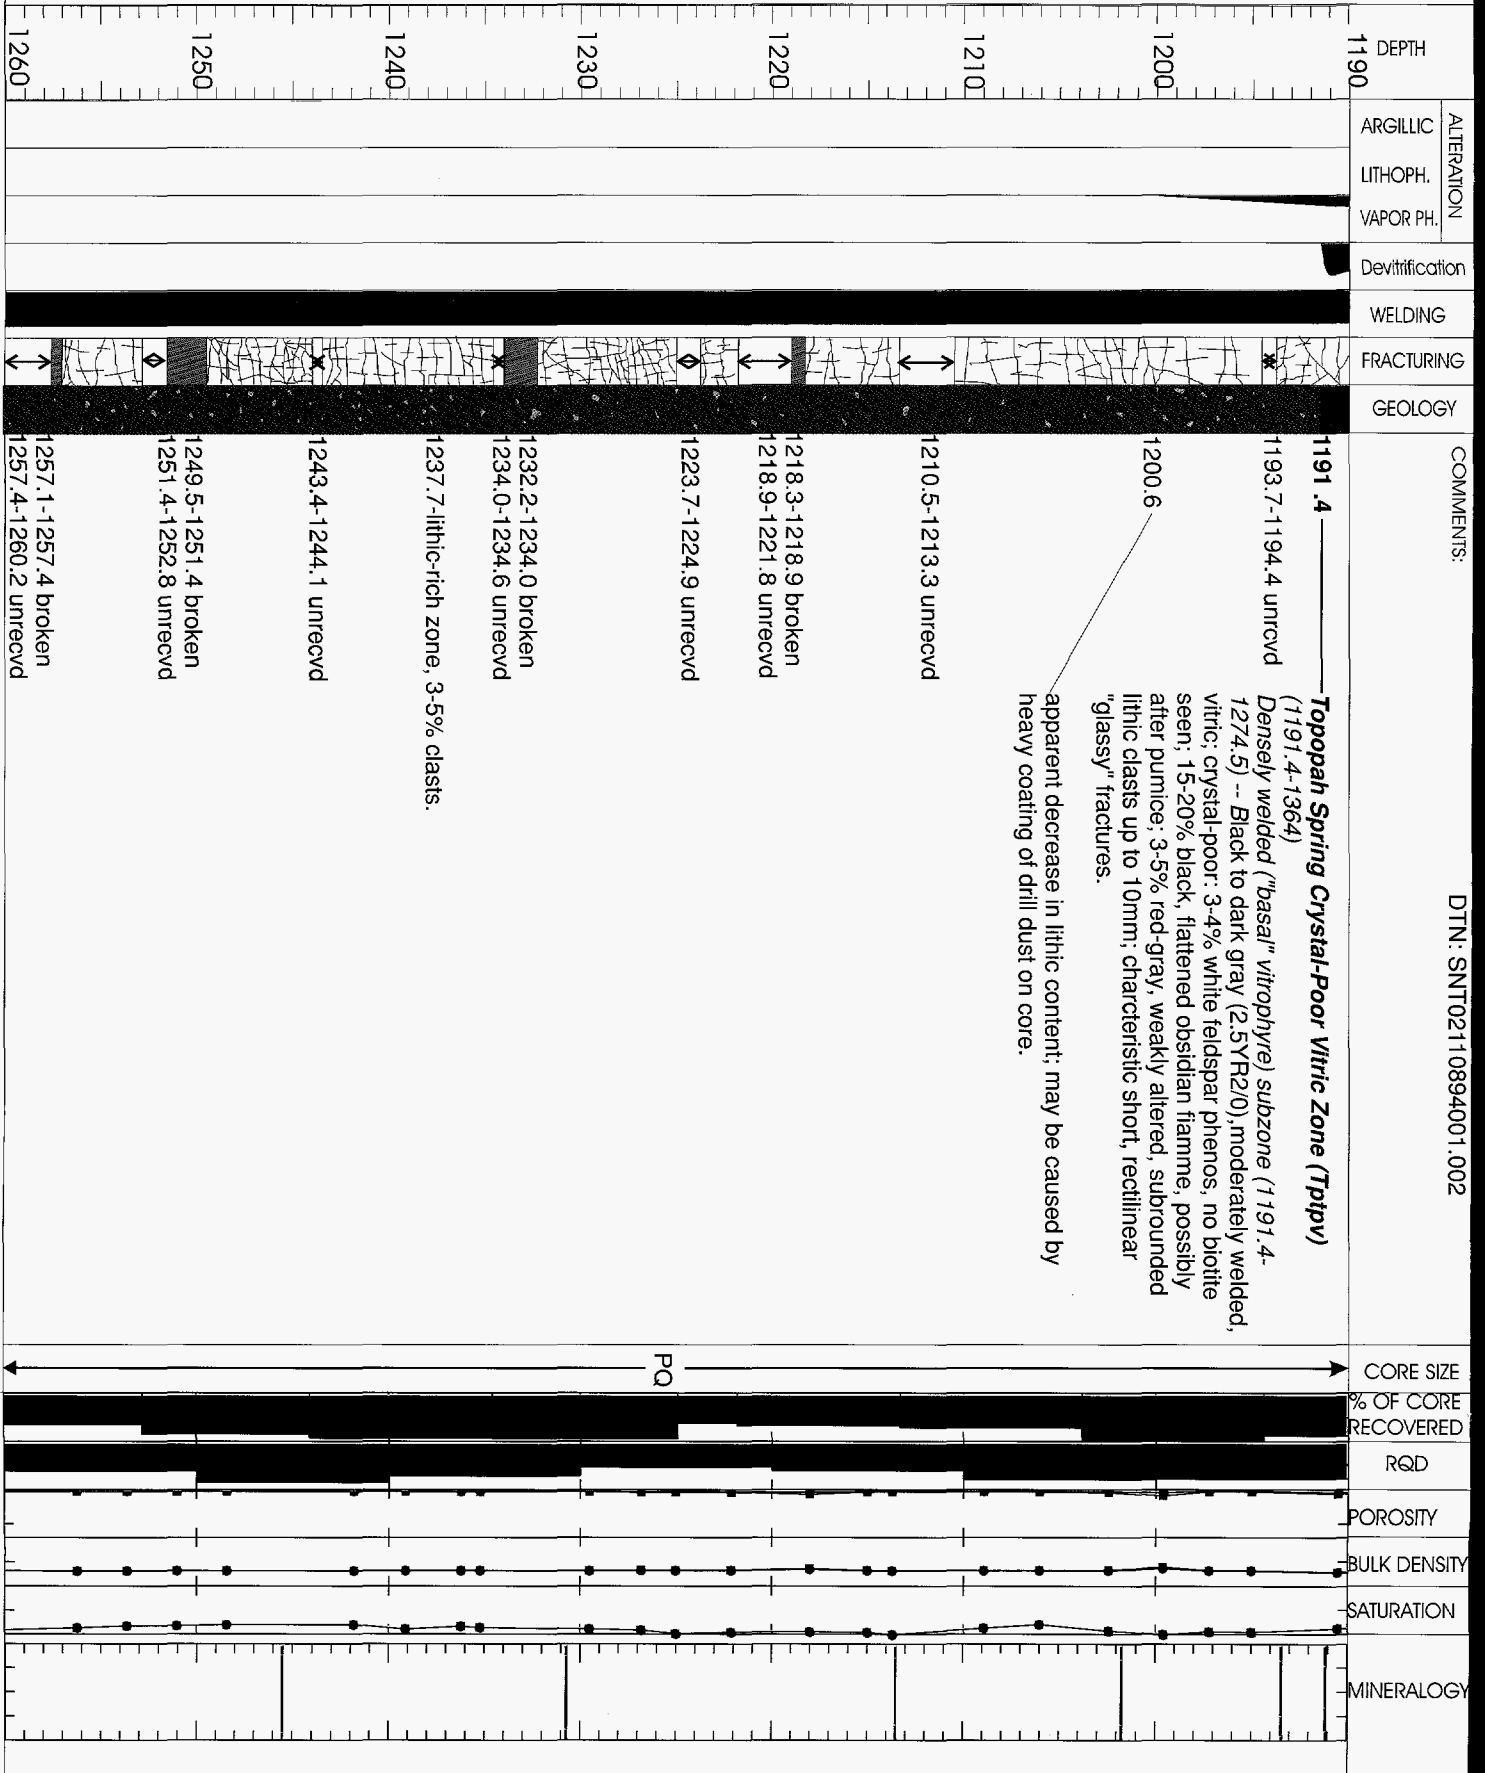 DEPTH
1190
1200
1210
1220
1230
1240
1250
1260
ALTERATION
ARGILLIC
LITHOPH.
VAPOR PH.
Devitrification
WELDING
FRACTURING
GEOLOGY
COMMENTS:
DTN: SNT02110894001.002
1191 .4
Topopah Spring Crystal-Poor Vitric Zone (Tptpv)
(1191.4-1364)
Densely welded ("basal" vitrophyre) subzone (1191.4-
1274.5) -- Black to dark gray (2.5YR2/0),moderately welded,
vitric; crystal-poor: 3-4% white feldspar phenos, no biotite
seen; 15-20% black, flattened obsidian fiamme, possibly
after pumice; 3-5% red-gray, weakly altered, subrounded
lithic clasts up to 10mm; charcteristic short, rectilinear
"glassy" fractures.
1193.7-1194.4 unrcvd
1200.6
apparent decrease in lithic content; may be caused by
heavy coating of drill dust on core.
1210.5-1213.3 unrecvd
1218.3-1218.9 broken
1218.9-1221.8 unrecvd
1223.7-1224.9 unrecvd
1232.2-1234.0 broken
1234.0-1234.6 unrecvd
1237.7-lithic-rich zone, 3-5% clasts.
1243.4-1244.1 unrecvd
1249.5-1251.4 broken
1251.4-1252.8 unrecvd
1257.1-1257.4 broken
1257.4-1260.2 unrecvd
CORE SIZE
PQ
% OF CORE
RECOVERED
RQD
POROSITY
BULK DENSITY
SATURATION
MINERALOGY